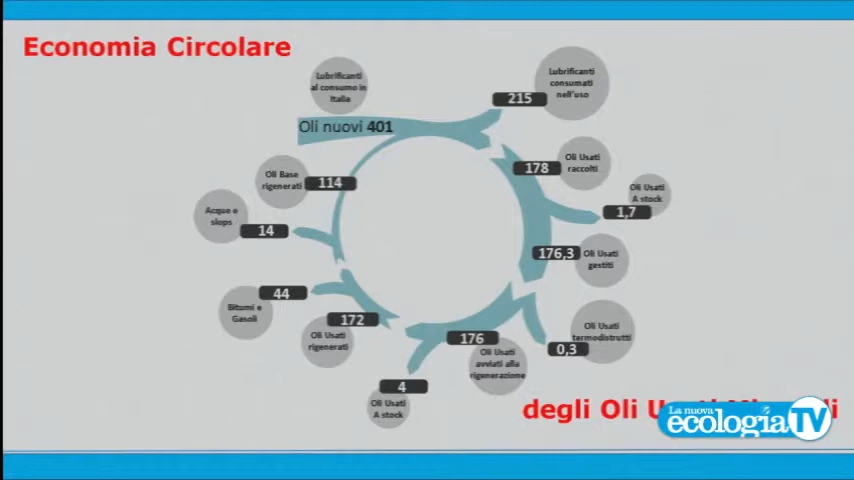 Economia Circolare
Lubrificanti
al consumo in
Italia
Oli nuovi 401
Lubrificanti
consumati
nell'uso
215
Oli Usati
raccolti
178
Oli Usati
A stock
1,7
Oli Usati
gestiti
176,3
Oli Usati
termodistrutti
0,3
Oli Usati
avviati alla
rigenerazione
176
4
Oli Usati
A stock
172
Oli Usati
rigenerati
44
Bitumi e
Gasoli
Acque e
slops
14
Oli Base
rigenerati
114
degli Oli
La nuova
ecologia TV